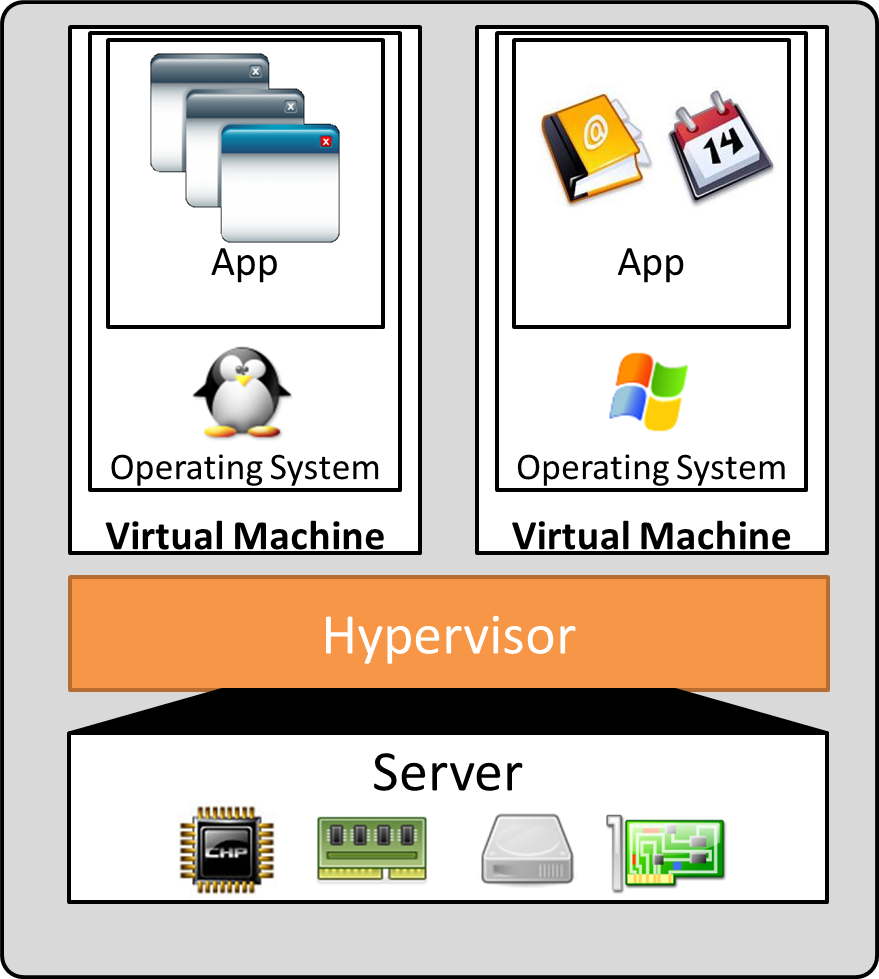 App
Operating System
Virtual Machine
@
14
App
Operating System
Virtual Machine
Hypervisor
Server
CHP